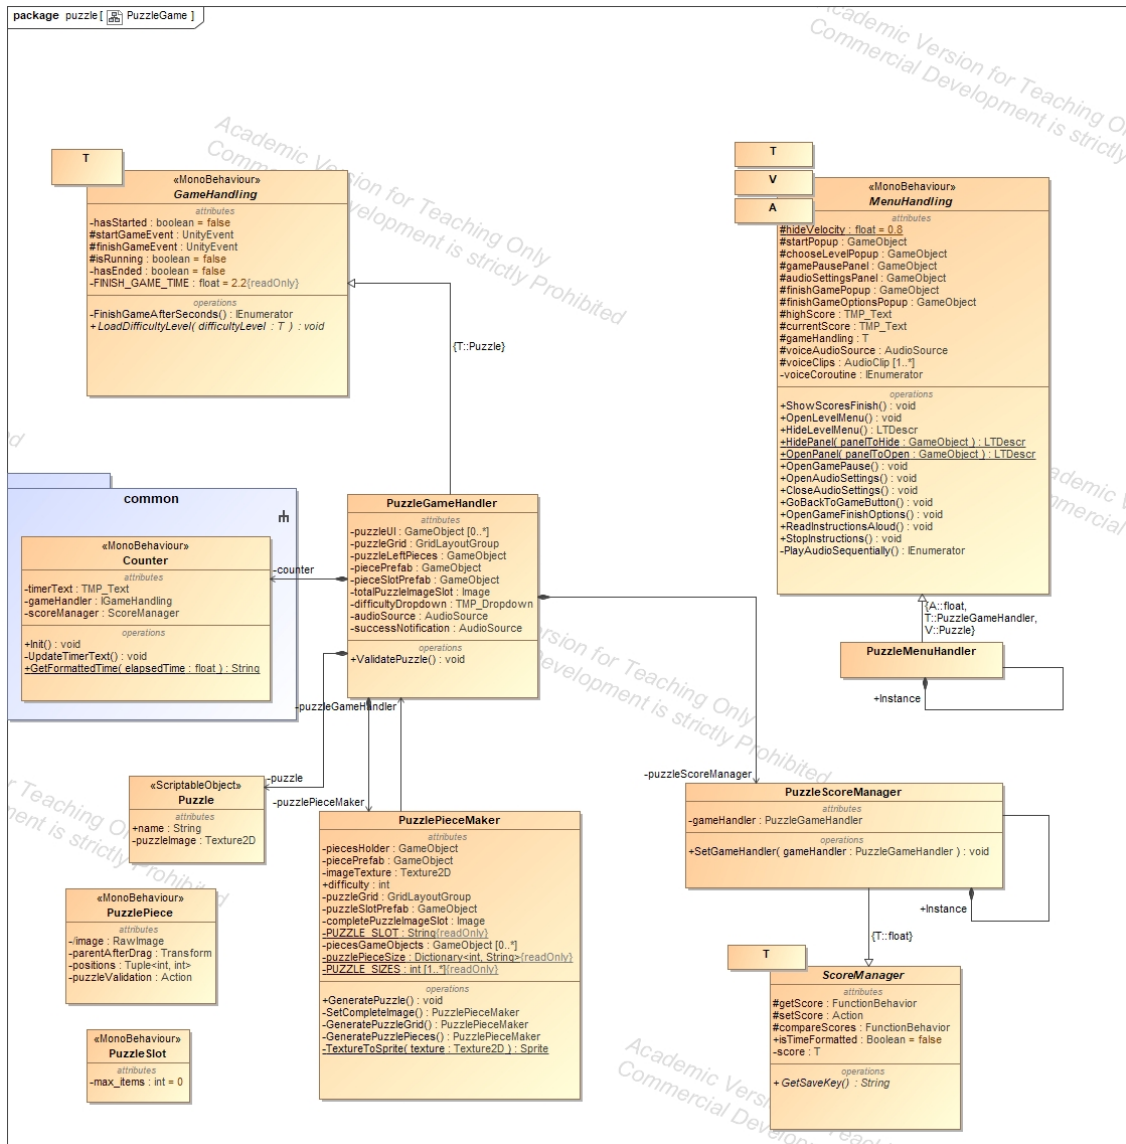 package puzzle [ PuzzleGame ]
Academic Version for Teaching Only
Commercial Development is strictly Prohibited
T
«MonoBehaviour»
GameHandling
attributes
-hasStarted : boolean = false
#startGameEvent : UnityEvent
#finishGameEvent : UnityEvent
#isRunning : boolean = false
-hasEnded : boolean = false
-FINISH_GAME_TIME : float = 2.2{readOnly}
operations
-FinishGameAfterSeconds() : IEnumerator
+LoadDifficultyLevel( difficultyLevel : T ) : void
{T::Puzzle}
T
V
A
«MonoBehaviour»
MenuHandling
attributes
#hideVelocity : float = 0.8
#startPopup : GameObject
#chooseLevelPopup : GameObject
#gamePausePanel : GameObject
#audioSettingsPanel : GameObject
#finishGamePopup : GameObject
#finishGameOptionsPopup : GameObject
#highScore : TMP_Text
#currentScore : TMP_Text
#gameHandling : T
#voiceAudioSource : AudioSource
#voiceClips : AudioClip [1..*]
-voiceCoroutine : IEnumerator
operations
+ShowScoresFinish() : void
+OpenLevelMenu() : void
+HideLevelMenu() : LTDescr
+HidePanel( panelToHide : GameObject ) : LTDescr
+OpenPanel( panelToOpen : GameObject ) : LTDescr
+OpenGamePause() : void
+OpenAudioSettings() : void
+CloseAudioSettings() : void
+GoBackToGameButton() : void
+OpenGameFinishOptions() : void
+ReadInstructionsAloud() : void
+StopInstructions() : void
-PlayAudioSequentially() : IEnumerator
{A::float,
T::PuzzleGameHandler,
V::Puzzle}
PuzzleMenuHandler
+Instance
common
«MonoBehaviour»
Counter
attributes
-timerText : TMP_Text
-gameHandler : IGameHandling
-scoreManager : ScoreManager
operations
+Init() : void
-UpdateTimerText() : void
+GetFormattedTime( elapsedTime : float ) : String
-counter
PuzzleGameHandler
attributes
-puzzleUI : GameObject [0..*]
-puzzleGrid : GridLayoutGroup
-puzzleLeftPieces : GameObject
-piecePrefab : GameObject
-pieceSlotPrefab : GameObject
-totalPuzzleImageSlot : Image
-difficultyDropdown : TMP_Dropdown
-audioSource : AudioSource
-successNotification : AudioSource
operations
+ValidatePuzzle() : void
-puzzleGameHandler
-puzzle
-puzzlePieceMaker
-puzzleScoreManager
«ScriptableObject»
Puzzle
attributes
+name : String
-puzzleImage : Texture2D
«MonoBehaviour»
PuzzlePiece
attributes
-/image : RawImage
-parentAfterDrag : Transform
-positions : Tuple<int, int>
-puzzleValidation : Action
«MonoBehaviour»
PuzzleSlot
attributes
-max_items : int = 0
PuzzlePieceMaker
attributes
-piecesHolder : GameObject
-piecePrefab : GameObject
-imageTexture : Texture2D
+difficulty : int
-puzzleGrid : GridLayoutGroup
-puzzleSlotPrefab : GameObject
-completePuzzleImageSlot : Image
-PUZZLE_SLOT : String{readOnly}
-piecesGameObjects : GameObject [0..*]
-puzzlePieceSize : Dictionary<int, String>{readOnly}
-PUZZLE_SIZES : int [1..*]{readOnly}
operations
+GeneratePuzzle() : void
-SetCompleteImage() : PuzzlePieceMaker
-GeneratePuzzleGrid() : PuzzlePieceMaker
-GeneratePuzzlePieces() : PuzzlePieceMaker
-TextureToSprite( texture : Texture2D ) : Sprite
PuzzleScoreManager
attributes
-gameHandler : PuzzleGameHandler
operations
+SetGameHandler( gameHandler : PuzzleGameHandler ) : void
+Instance
{T::float}
T
ScoreManager
attributes
#getScore : FunctionBehavior
#setScore : Action
#compareScores : FunctionBehavior
+isTimeFormatted : Boolean = false
-score : T
operations
+GetSaveKey() : String